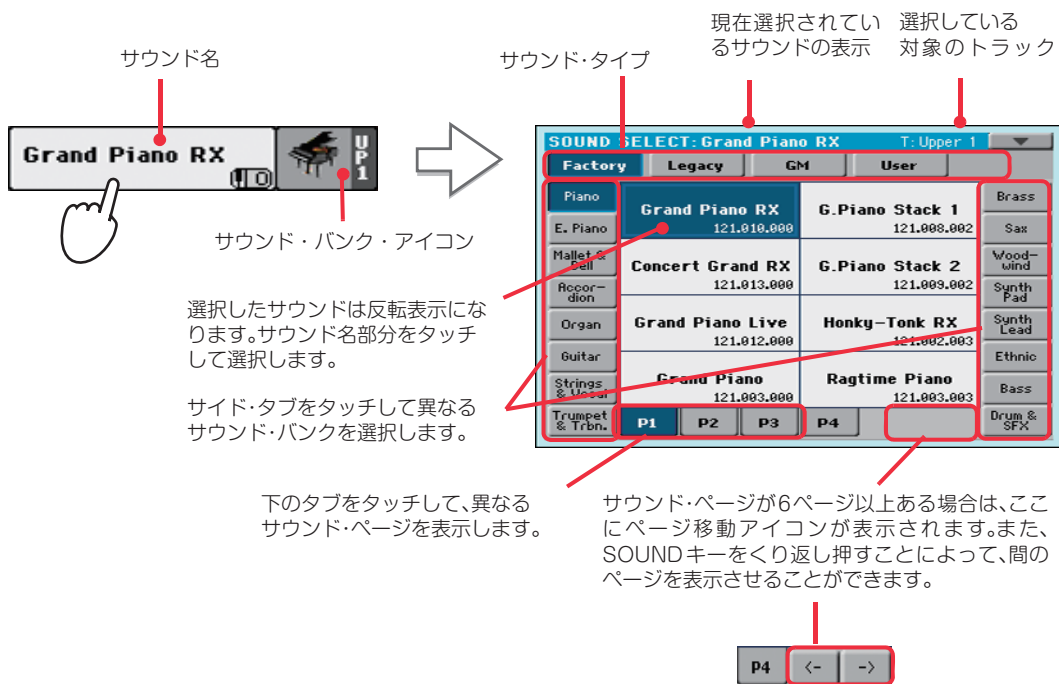 現在選択されてい
るサウンドの表示
選択している
対象のトラック
サウンド名
サウンド・タイプ
Grand Piano RX
UP1
サウンド・バンク・アイコン
SOUND SELECT:Grand Piano RX T:Upper 1
Factory Legacy GM User
Piano
E. Piano
Mallet &
Bell
Accor-
dion
Organ
Guitar
Strings
& Vocal
Trumpet
& Trbn.
Grand Piano RX
121.010.000
G.Piano Stack 1
121.008.002
Concert Grand RX
121.013.000
G.Piano Stack 2
121.009.002
Grand Piano Live
121.012.000
Honky-Tonk RX
121.002.003
Grand Piano
121.003.000
Ragtime Piano
121.003.003
Brass
Sax
Wood-
wind
Synth
Pad
Synth
Lead
Ethnic
Bass
Drum &
SFX
P1 P2 P3 P4
選択したサウンドは反転表示にな
ります。サウンド名部分をタッチ
して選択します。
サイド・タブをタッチして異なる
サウンド・バンクを選択します。
下のタブをタッチして、異なる
サウンド・ページを表示します。
サウンド・ページが6ページ以上ある場合は、ここ
にページ移動アイコンが表示されます。また、
SOUNDキーをくり返し押すことによって、間の
ページを表示させることができます。
P4 <- ->